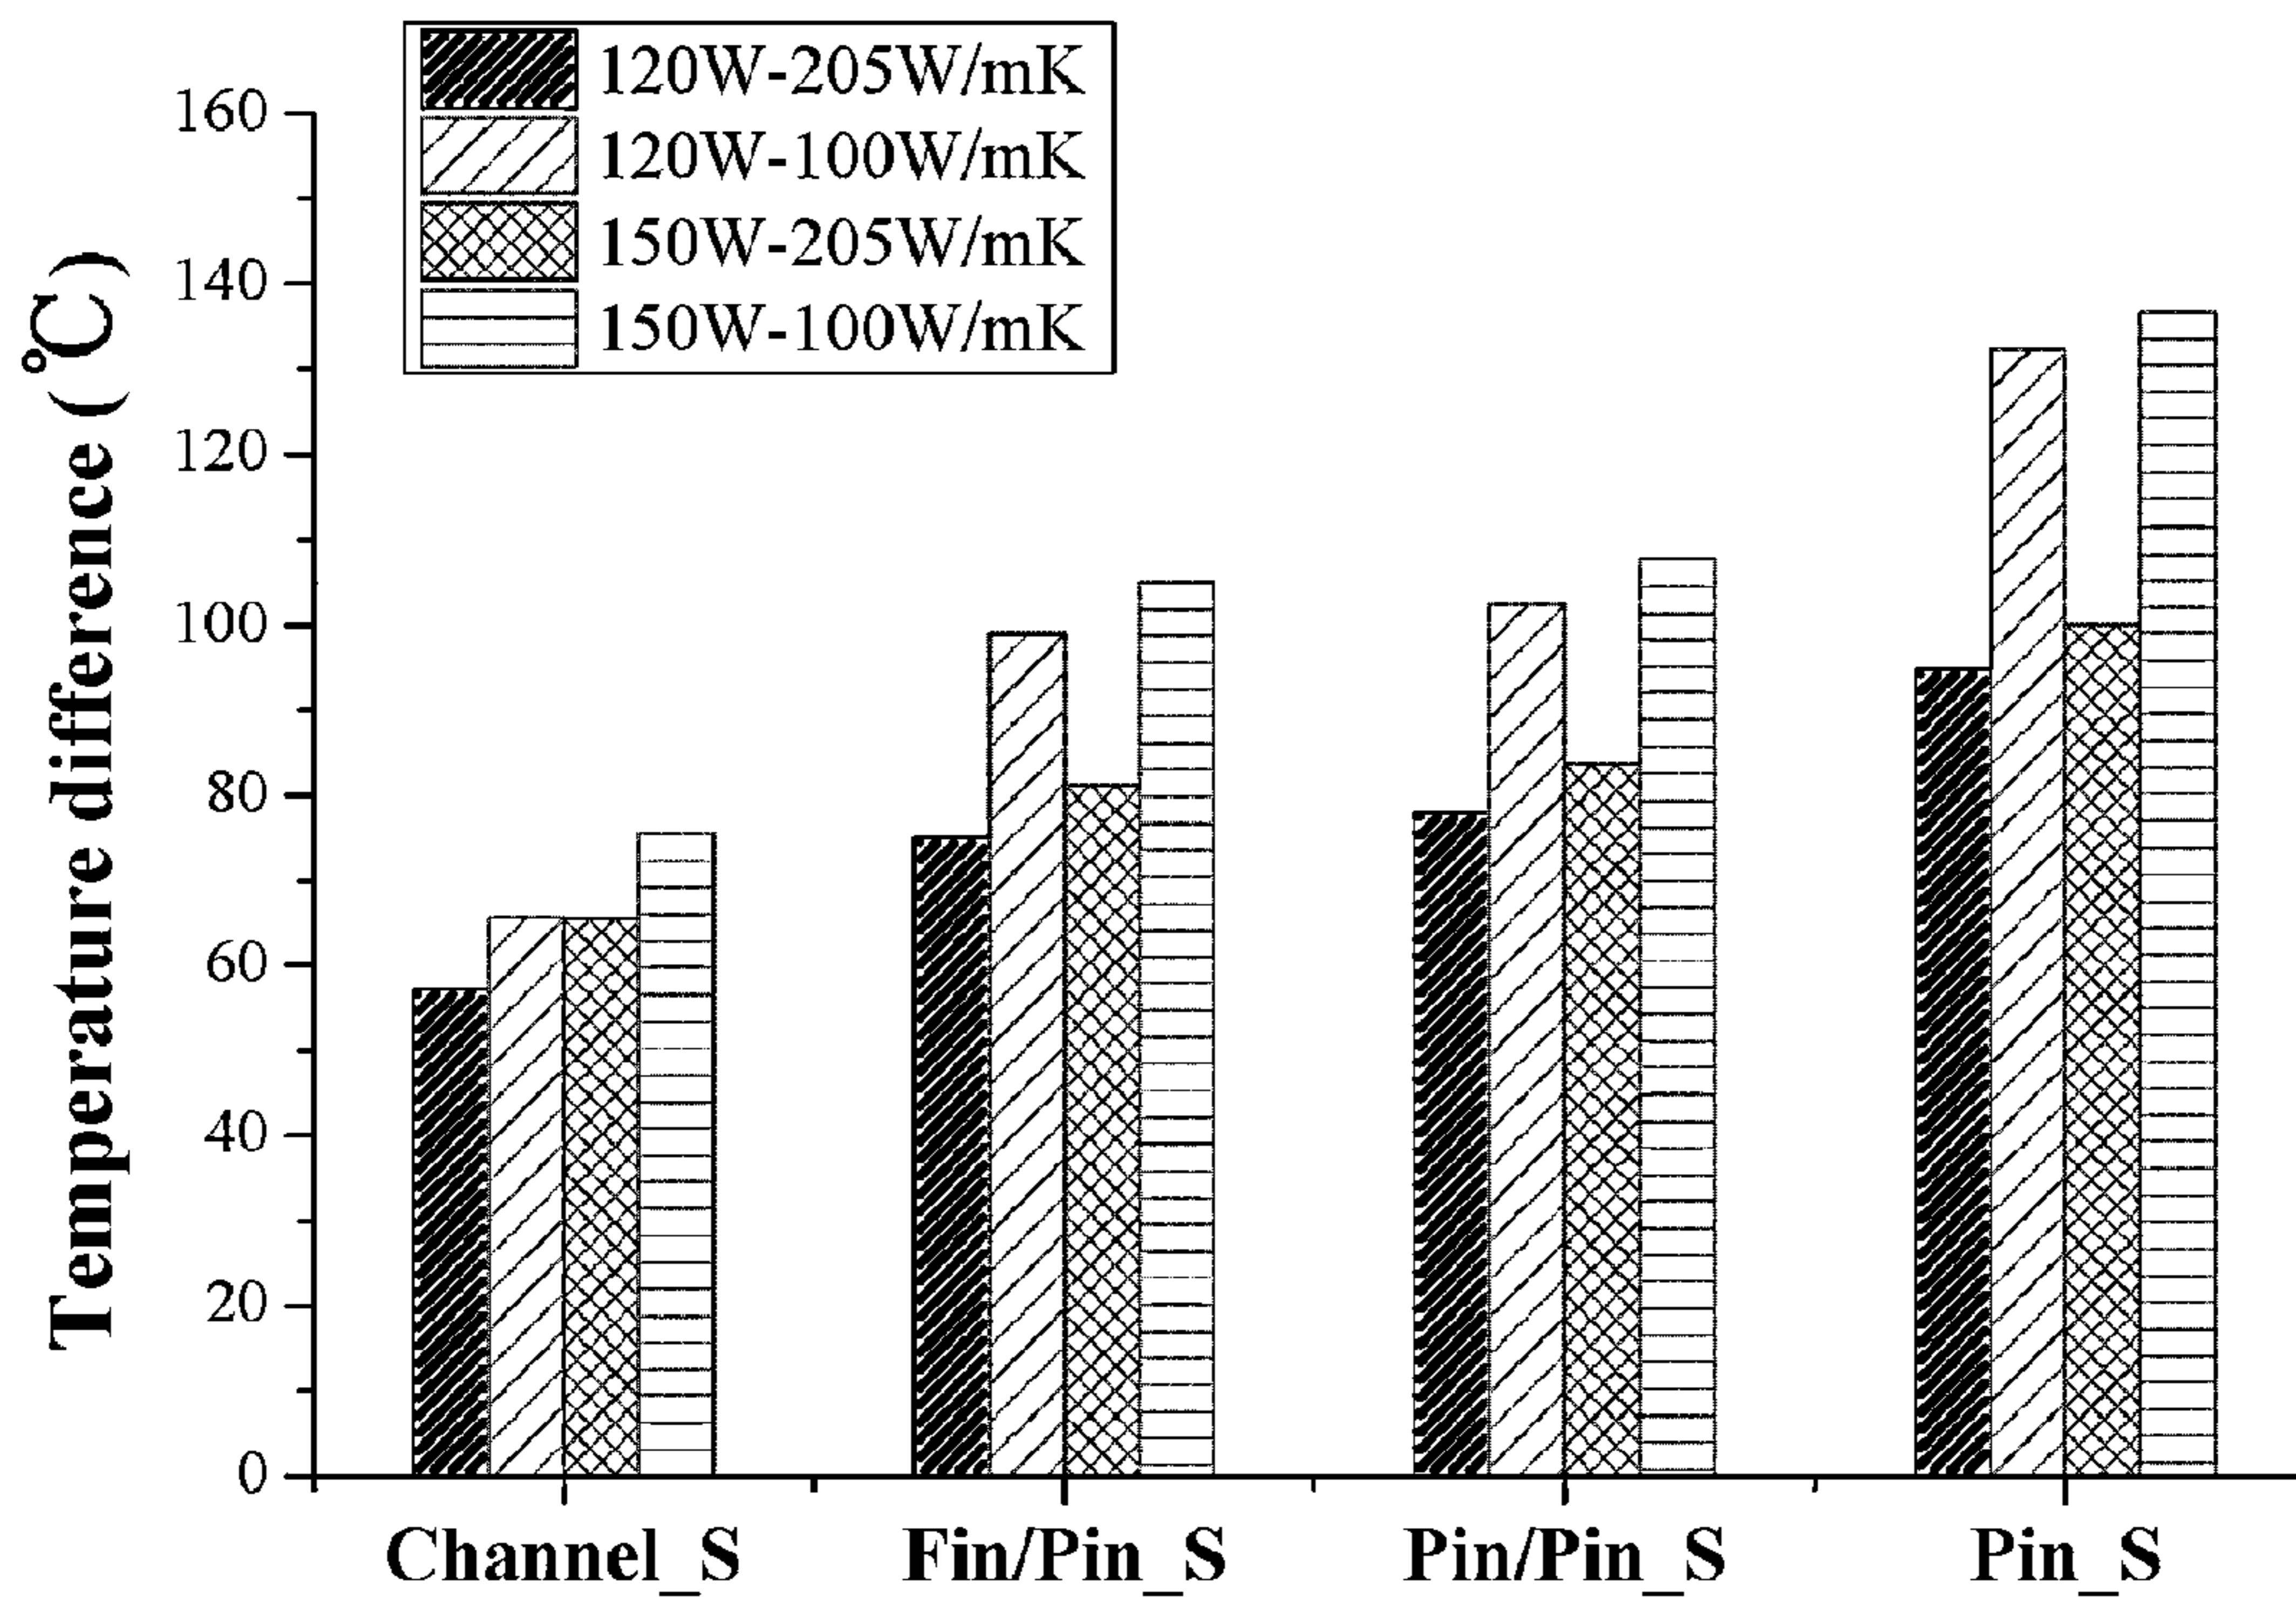 120W-205W/mK
120W-100W/mK
150W-205W/mK
150W-100W/mK
Temperature difference (℃)
160
140
120
100
80
60
40
20
0
Channel_S Fin/Pin_S Pin/Pin_S Pin_S